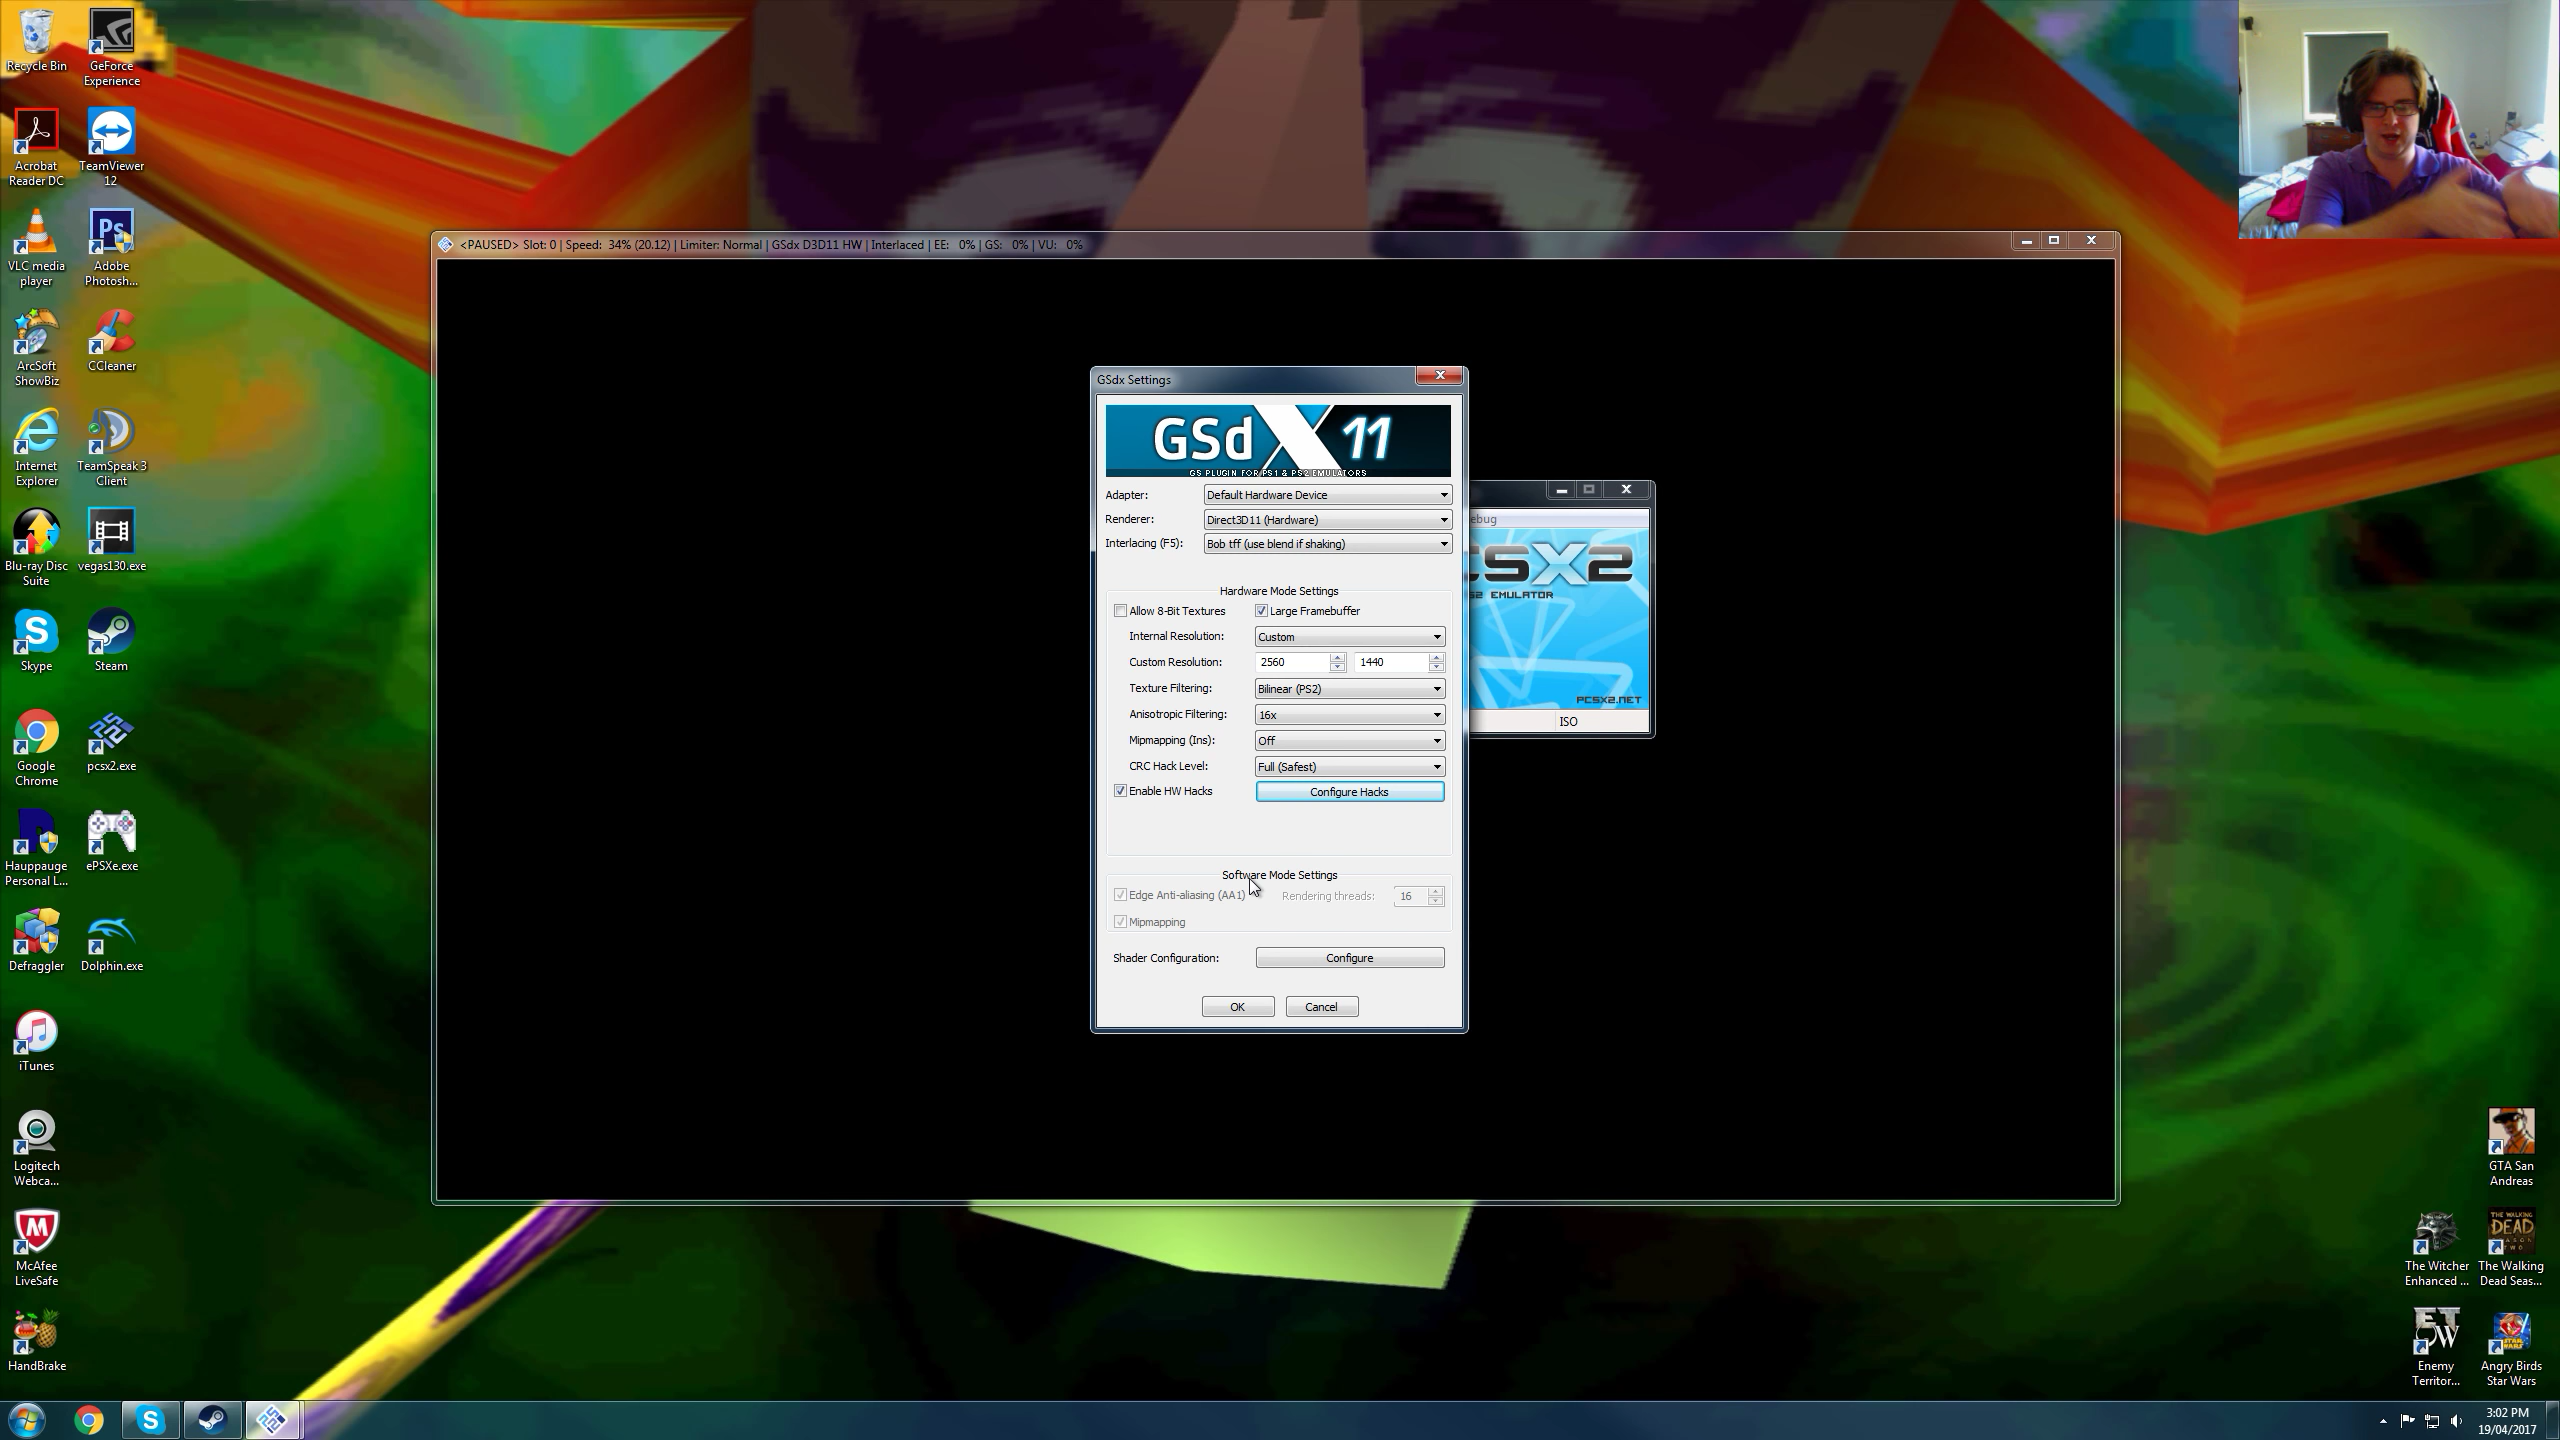 Recycle Bin
GeForce
Experience
Acrobat
Reader DC
TeamViewer
12
VLC media
player
Adobe
Photosh...
ArcSoft
ShowBiz
CCleaner
Internet
Explorer
TeamSpeak 3
Client
Blu-ray Disc
Suite
vegas130.exe
Skype
Steam
Google
Chrome
pcsx2.exe
Hauppauge
Personal L...
ePSXe.exe
Defraggler
Dolphin.exe
iTunes
Logitech
Webca...
McAfee
LiveSafe
HandBrake
<PAUSED> Slot: 0 | Speed: 34% (20.12) | Limiter: Normal | GSdx D3D11 HW | Interlaced | EE: 0% | GS: 0% | VU: 0%
GSdx Settings
GSdX 11
GS PLUGIN FOR PS1 & PS2 EMULATORS
Adapter: Default Hardware Device
Renderer: Direct3D11 (Hardware)
Interlacing (F5): Bob tff (use blend if shaking)
Hardware Mode Settings
Allow 8-Bit Textures Large Framebuffer
Internal Resolution: Custom
Custom Resolution: 2560 1440
Texture Filtering: Bilinear (PS2)
Anisotropic Filtering: 16x
Mipmapping (Ins): Off
CRC Hack Level: Full (Safest)
Enable HW Hacks Configure Hacks
Software Mode Settings
Edge Anti-aliasing (AA1) Rendering threads: 16
Mipmapping
Shader Configuration: Configure
OK Cancel
ebug
CSX2
S2 EMULATOR
PCSX2.NET
ISO
GTA San
Andreas
The Witcher
Enhanced ...
THE WALKING
DEAD
The Walking
Dead Seas...
Enemy
Territor...
Angry Birds
Star Wars
3:02 PM
19/04/2017